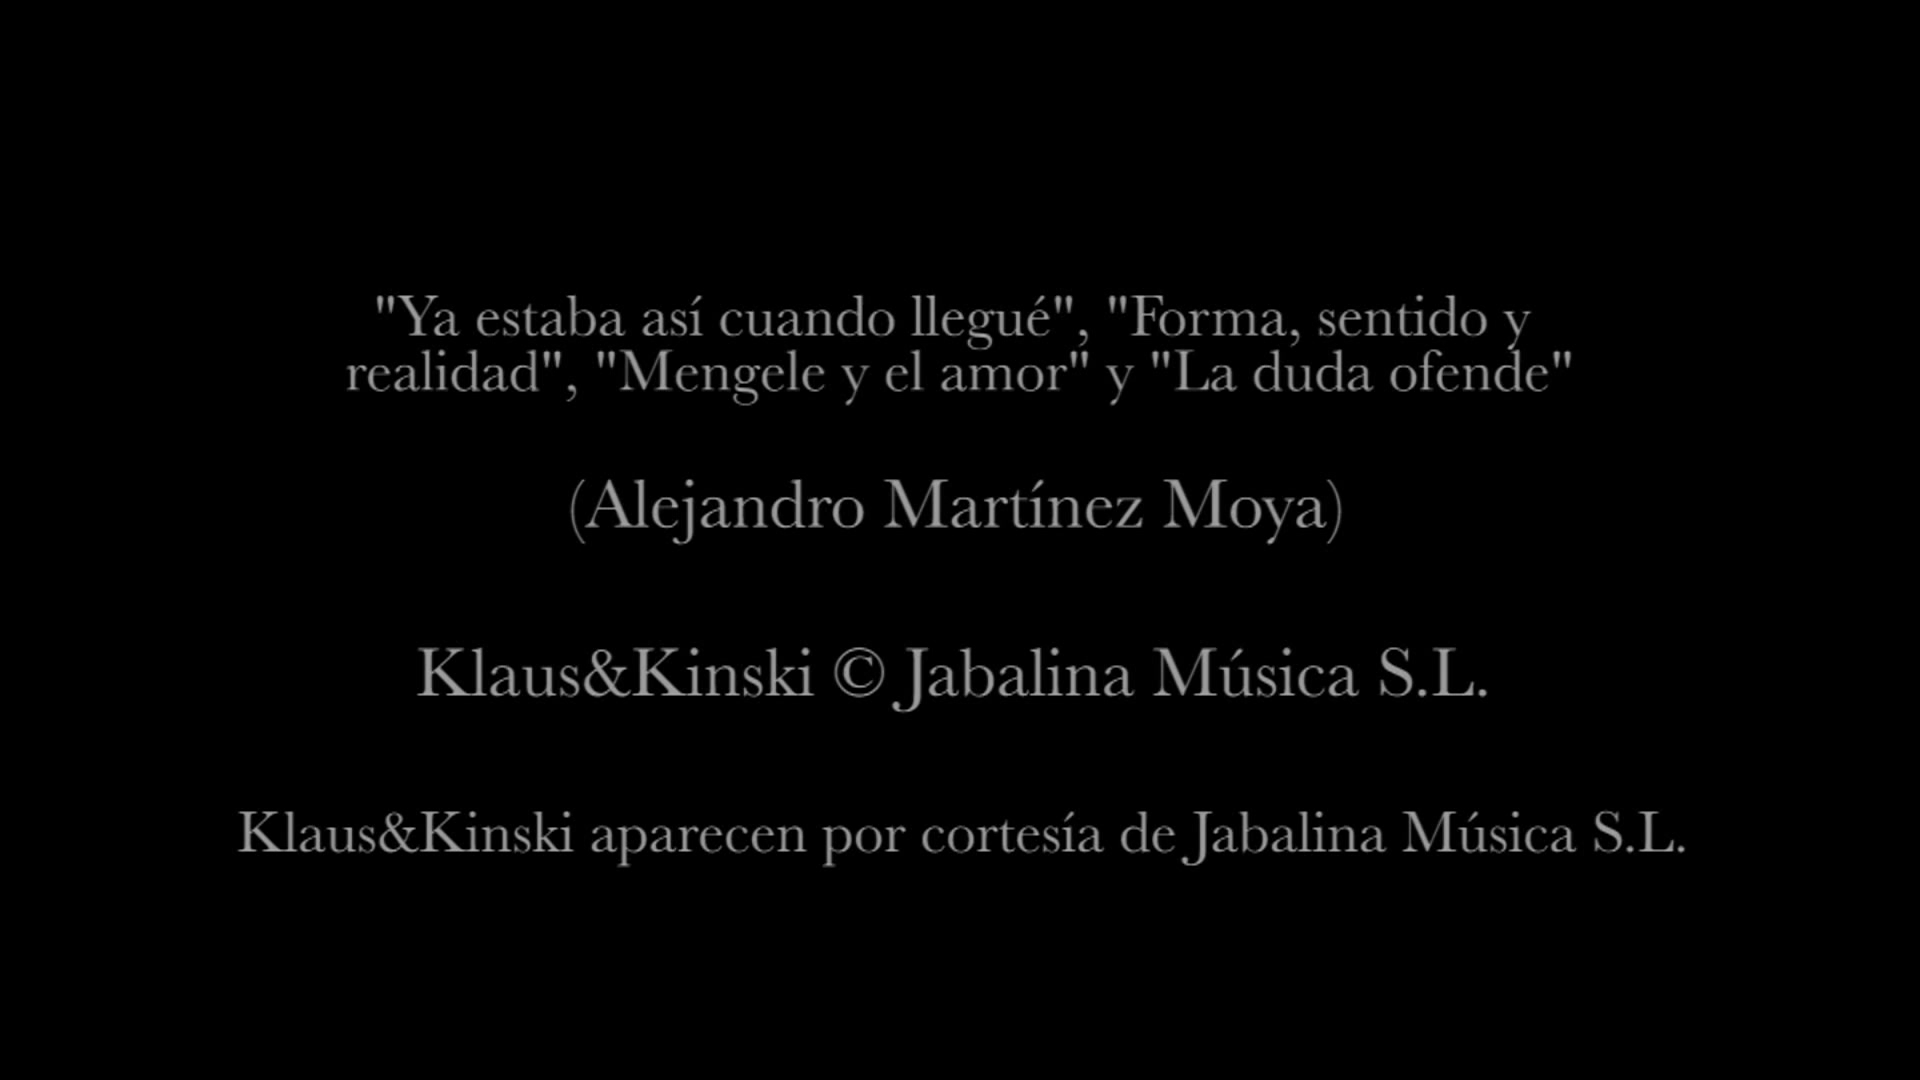 "Ya estaba así cuando llegué", "Forma, sentido y
realidad", "Mengele y el amor" y "La duda ofende"
(Alejandro Martínez Moya)
Klaus&Kinski © Jabalina Música S.L.
Klaus&Kinski aparecen por cortesía de Jabalina Música S.L.